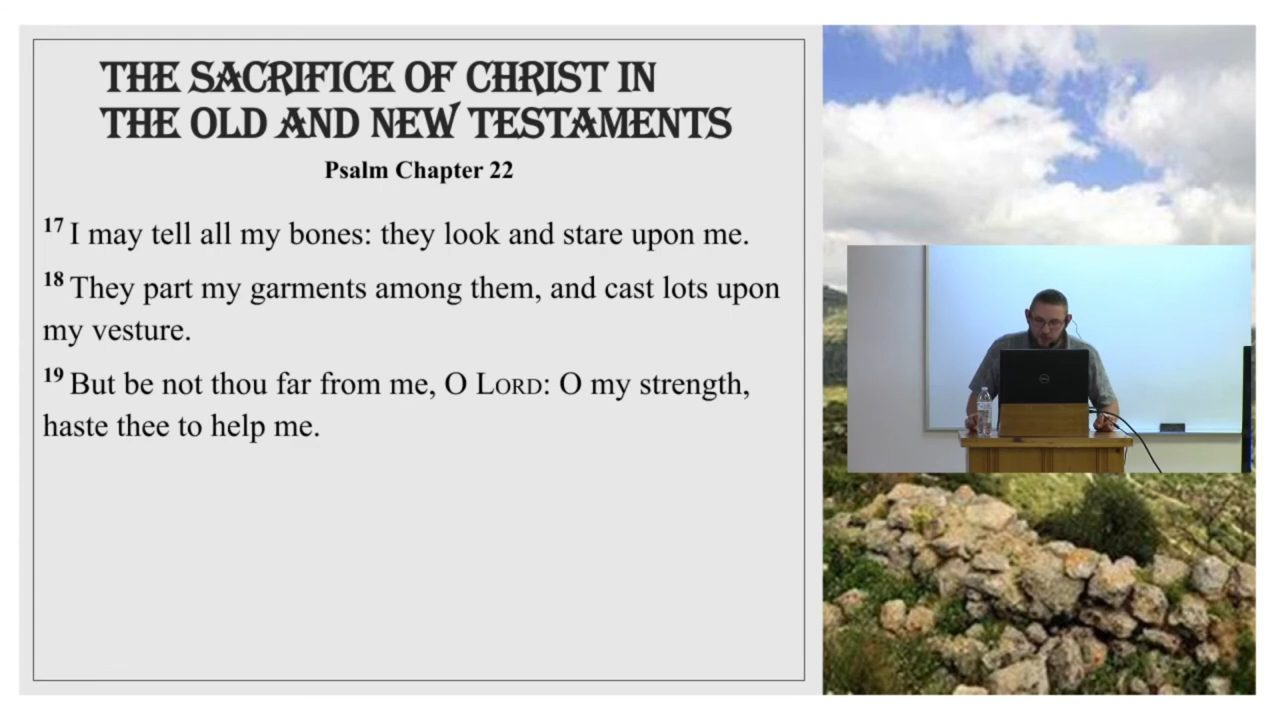 THE SACRIFICE OF CHRIST IN
THE OLD AND NEW TESTAMENTS
Psalm Chapter 22
17 I may tell all my bones: they look and stare upon me.
18 They part my garments among them, and cast lots upon
my vesture.
19 But be not thou far from me, O LORD: O my strength,
haste thee to help me.